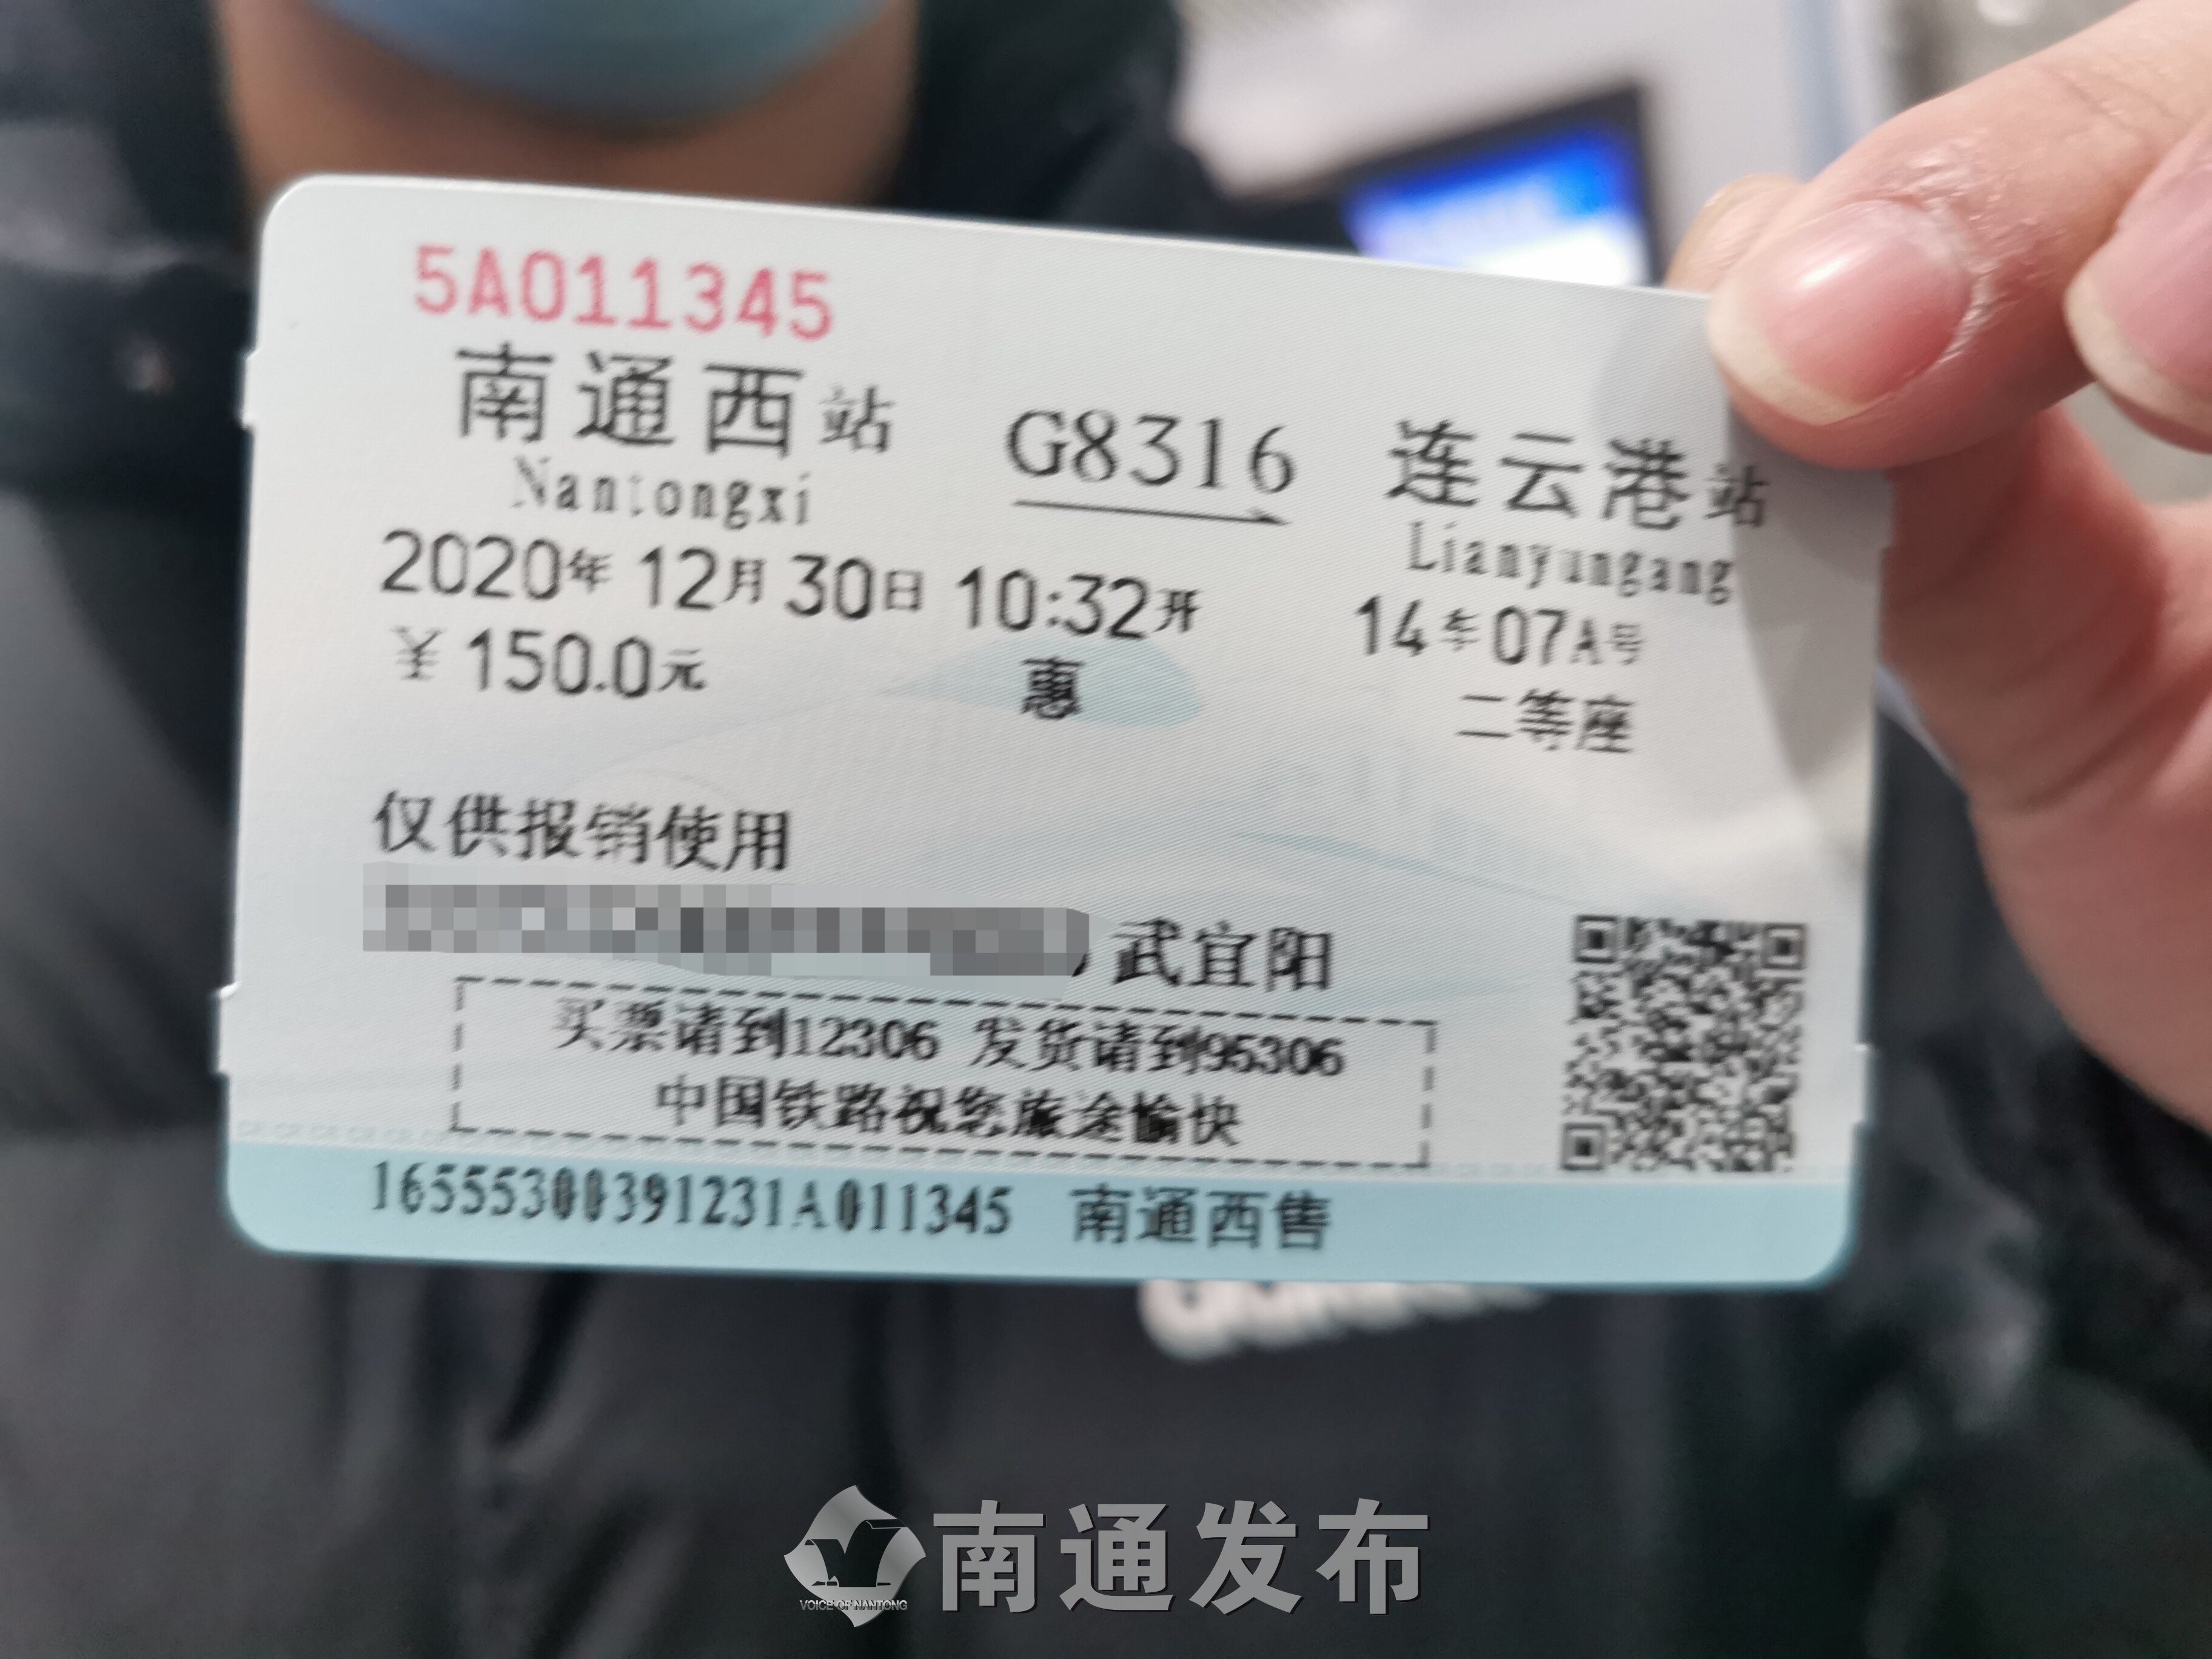 5A011345
南通西站 G8316 连云港站
Nantongxi Lianyungang
2020年12月30日 10:32开 14车07A号
￥150.0元 惠 二等座
仅供报销使用
武宜阳
买票请到12306 发货请到95306
中国铁路祝您旅途愉快
16555300391231A011345 南通西售
南通发布
VOICE OF NANTONG